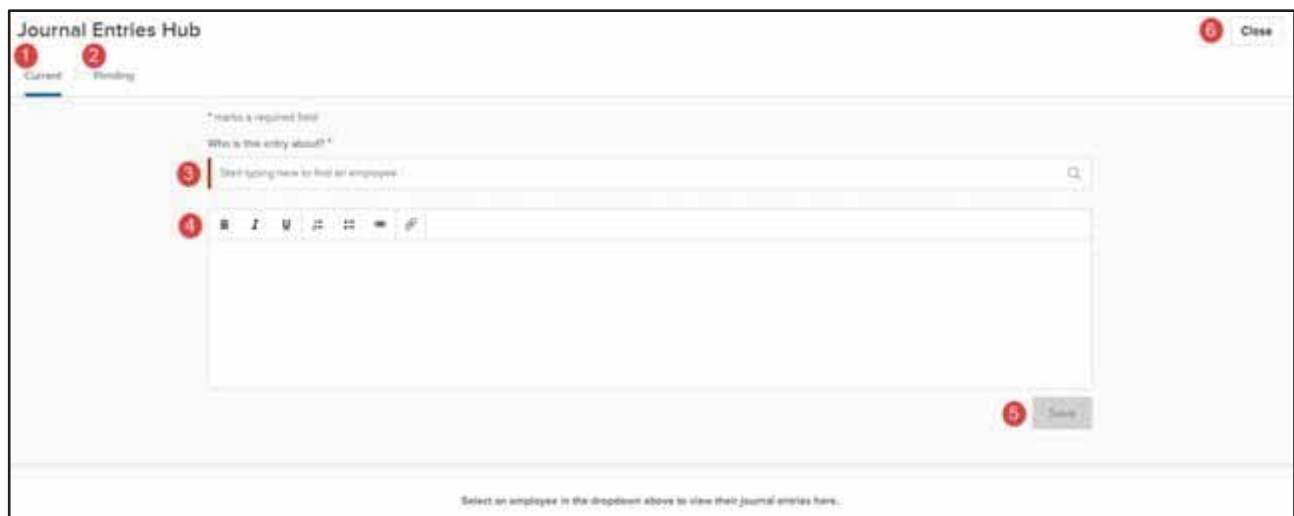 Journal Entries Hub
6 Close
1 2
Current Pending
* marks a required field
Who is the entry about? *
3 Start typing here to find an employee
4 B I U
5 Save
Select an employee in the dropdown above to view their journal entries here.